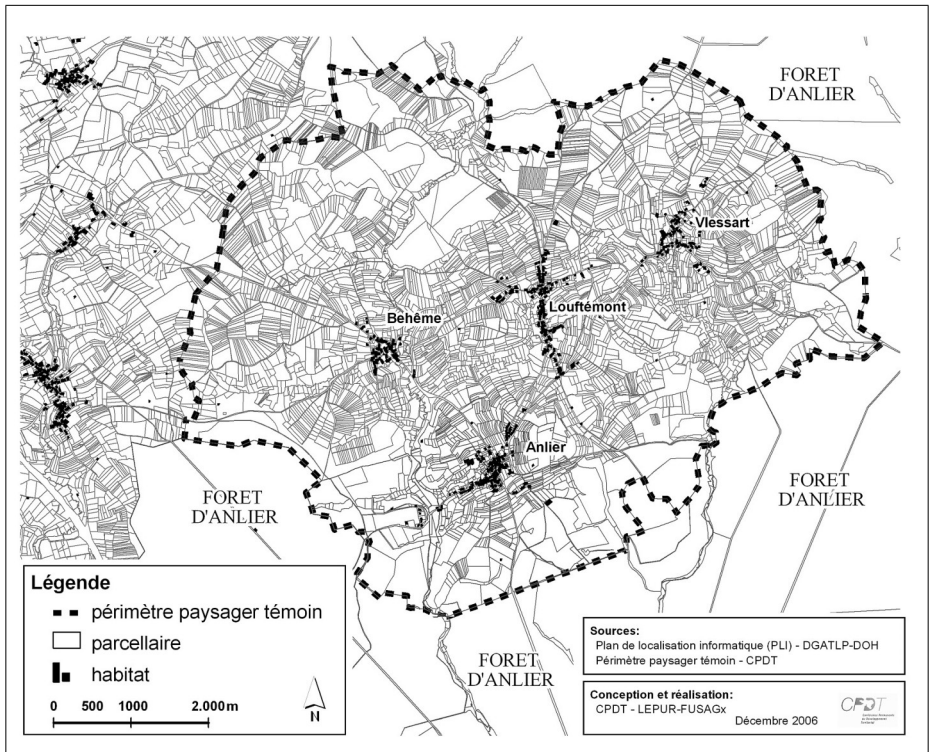 FORET
D'ANLIER
Vlessart
Louftémont
Behême
Anlier
FORET
D'ANLIER
FORET
D'ANLIER
FORET
D'ANLIER
Légende
périmètre paysager témoin
parcellaire
habitat
0 500 1000 2.000 m
N
Sources:
Plan de localisation informatique (PLI) - DGATLP-DOH
Périmètre paysager témoin - CPDT
Conception et réalisation:
CPDT - LEPUR-FUSAGx
Décembre 2006
CPDT